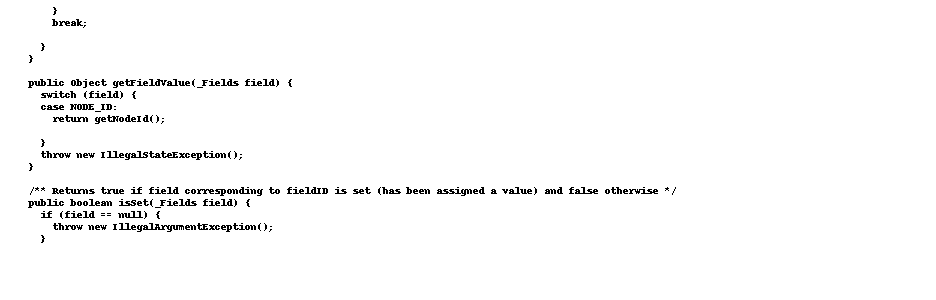 }
break;
}
}
public Object getFieldValue(_Fields field) {
switch (field) {
case NODE_ID:
return getNodeId();
}
throw new IllegalStateException();
}
/** Returns true if field corresponding to fieldID is set (has been assigned a value) and false otherwise */
public boolean isSet(_Fields field) {
if (field == null) {
throw new IllegalArgumentException();
}